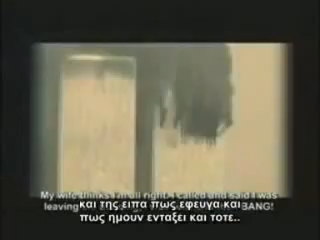 My wife thinks I'm all right. I called and said I was
leaving BANG!
και της ειπα πως εφευγα και
πως ημουν ενταξει και τοτε..